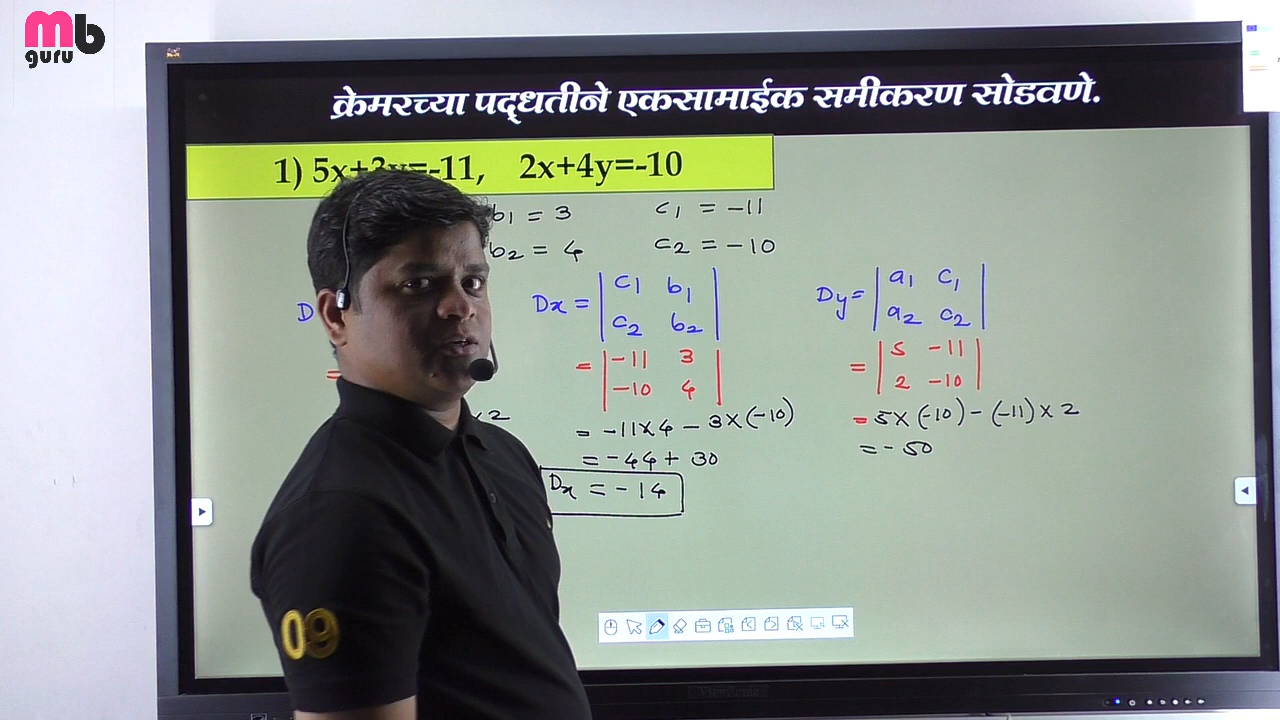 mb
guru
क्रेमरच्या पद्धतीने एकसामाईक समीकरण सोडवणे.
1) 5x+3y=-11, 2x+4y=-10
b1 = 3 c1 = -11
b2 = 4 c2 = -10
D
Dx = | c1 b1 |
| c2 b2 |
= | -11 3 |
| -10 4 |
= -11×4 - 3×(-10)
= -44 + 30
Dx = -14
Dy = | a1 c1 |
| a2 c2 |
= | 5 -11 |
| 2 -10 |
= 5×(-10) - (-11)×2
= -50
×2
09
ViewSonic